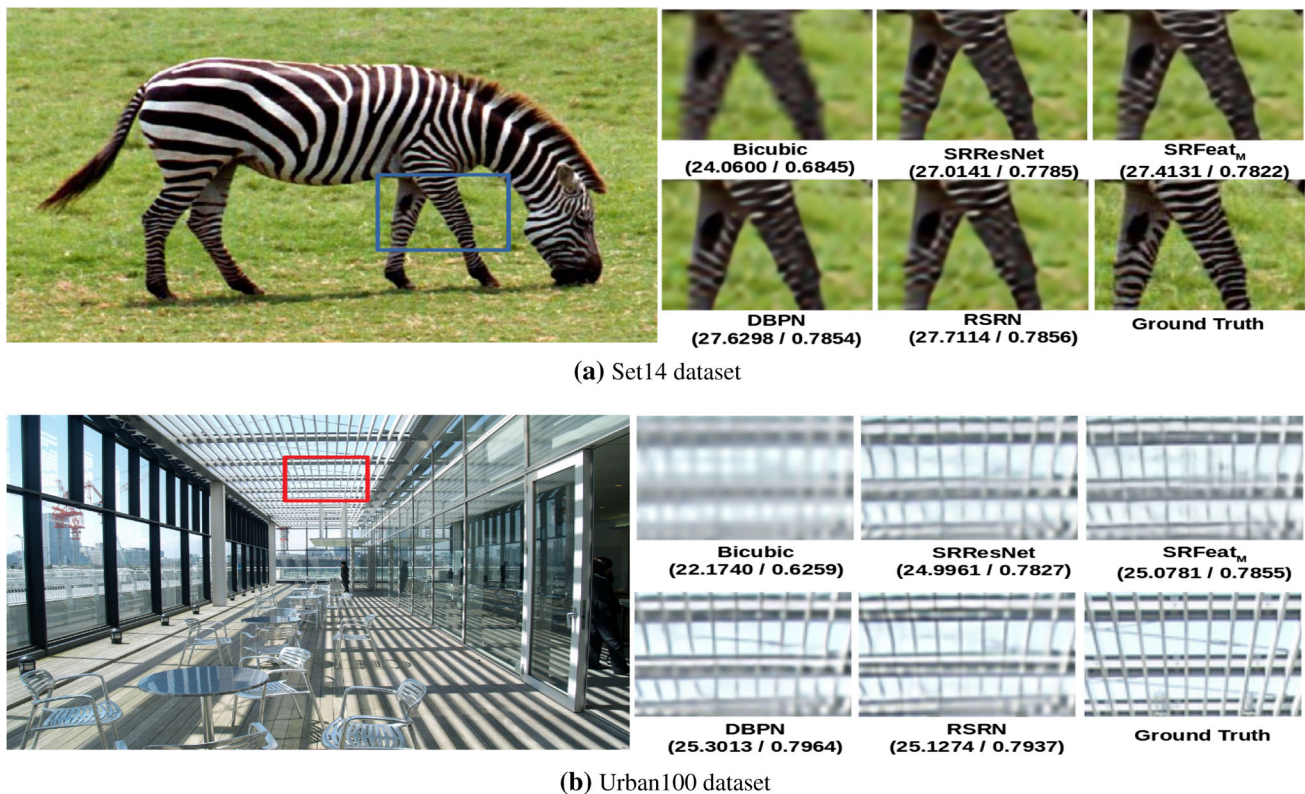 Bicubic
(24.0600 / 0.6845)
SRResNet
(27.0141 / 0.7785)
SRFeatM
(27.4131 / 0.7822)
DBPN
(27.6298 / 0.7854)
RSRN
(27.7114 / 0.7856)
Ground Truth
(a) Set14 dataset
Bicubic
(22.1740 / 0.6259)
SRResNet
(24.9961 / 0.7827)
SRFeatM
(25.0781 / 0.7855)
DBPN
(25.3013 / 0.7964)
RSRN
(25.1274 / 0.7937)
Ground Truth
(b) Urban100 dataset